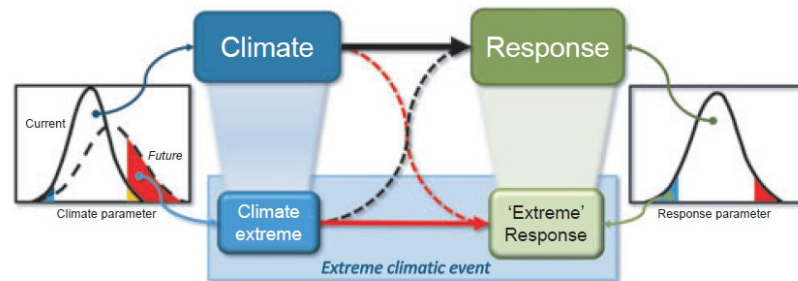 Climate
Response
Current
Future
Climate parameter
Climate
extreme
'Extreme'
Response
Response parameter
Extreme climatic event